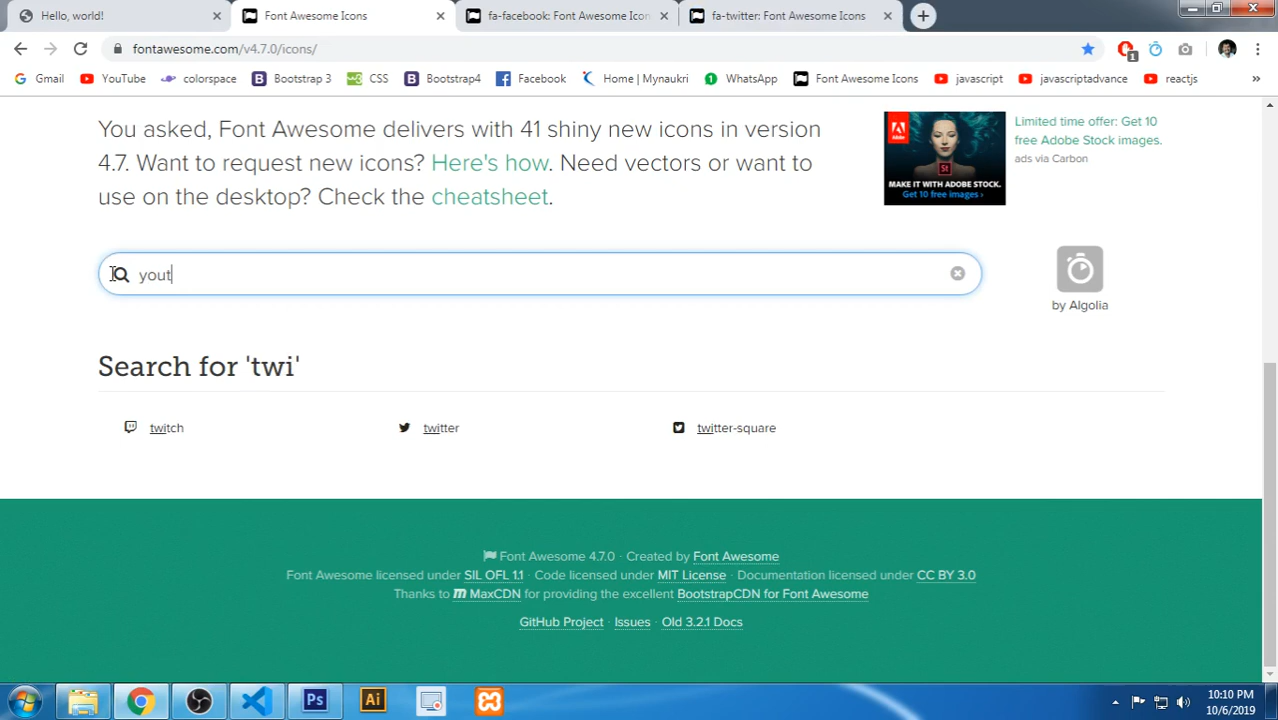 Hello, world!
Font Awesome Icons
fa-facebook: Font Awesome Icon
fa-twitter: Font Awesome Icons
fontawesome.com/v4.7.0/icons/
1
Gmail
YouTube
colorspace
Bootstrap 3
CSS
Bootstrap4
Facebook
Home | Mynaukri
WhatsApp
Font Awesome Icons
javascript
javascriptadvance
reactjs
You asked, Font Awesome delivers with 41 shiny new icons in version
4.7. Want to request new icons? Here's how. Need vectors or want to
use on the desktop? Check the cheatsheet.
MAKE IT WITH ADOBE STOCK.
Get 10 free images ›
Limited time offer: Get 10
free Adobe Stock images.
ads via Carbon
yout
by Algolia
Search for 'twi'
twitch
twitter
twitter-square
Font Awesome 4.7.0 · Created by Font Awesome
Font Awesome licensed under SIL OFL 1.1 · Code licensed under MIT License · Documentation licensed under CC BY 3.0
Thanks to MaxCDN for providing the excellent BootstrapCDN for Font Awesome
GitHub Project · Issues · Old 3.2.1 Docs
Ps
Ai
10:10 PM
10/6/2019